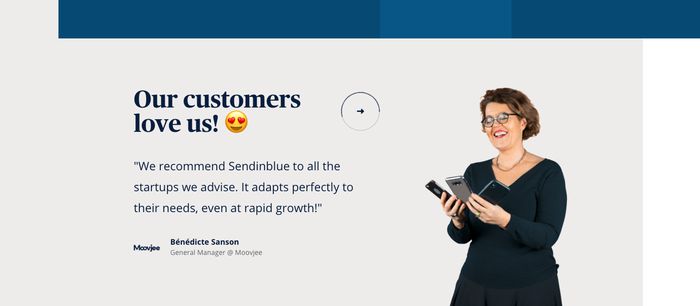 Our customers
love us! 😍
"We recommend Sendinblue to all the
startups we advise. It adapts perfectly to
their needs, even at rapid growth!"
Moovjee
Bénédicte Sanson
General Manager @ Moovjee